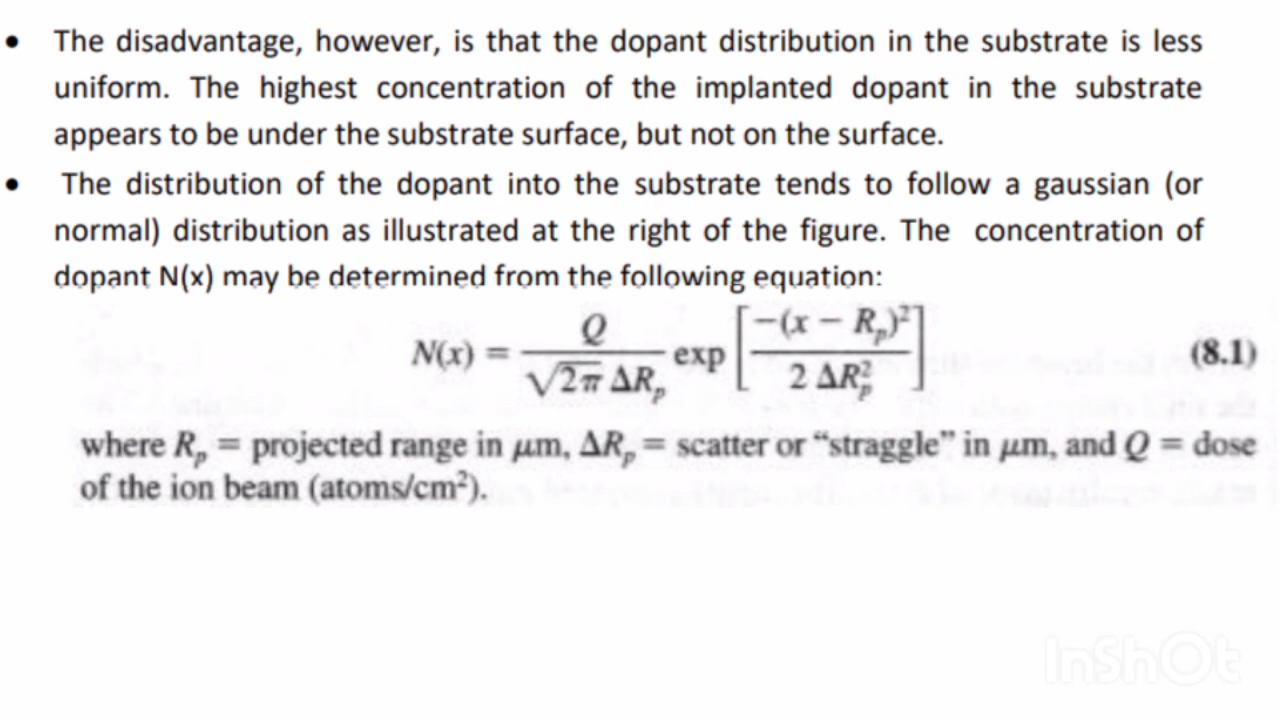 • The disadvantage, however, is that the dopant distribution in the substrate is less
uniform. The highest concentration of the implanted dopant in the substrate
appears to be under the substrate surface, but not on the surface.
• The distribution of the dopant into the substrate tends to follow a gaussian (or
normal) distribution as illustrated at the right of the figure. The concentration of
dopant N(x) may be determined from the following equation:
N(x) = Q / (√2π ΔRₚ) exp [ −(x − Rₚ)² / 2 ΔRₚ² ] (8.1)
where Rₚ = projected range in μm, ΔRₚ = scatter or “straggle” in μm, and Q = dose
of the ion beam (atoms/cm²).
InShOt